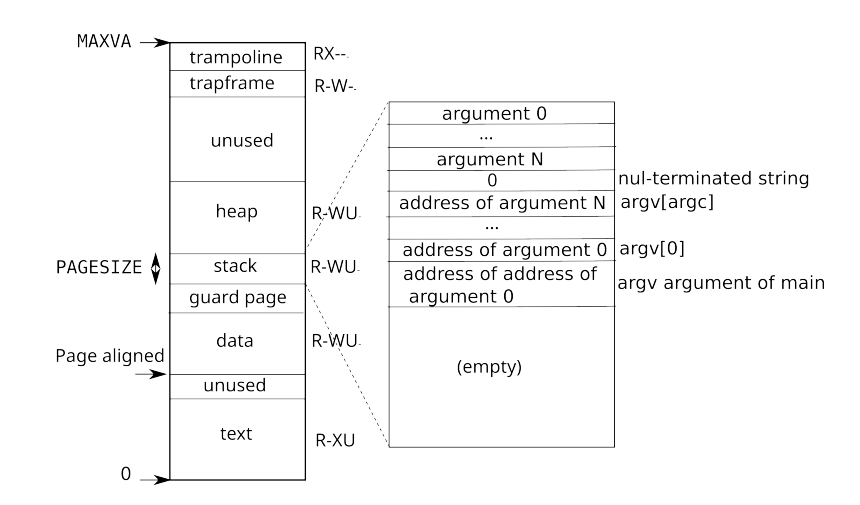 MAXVA
trampoline
RX--
trapframe
R-W-
unused
heap
R-WU
PAGESIZE
stack
R-WU
guard page
data
R-WU
Page aligned
unused
text
R-XU
0
argument 0
...
argument N
0
nul-terminated string
address of argument N
argv[argc]
...
address of argument 0
argv[0]
address of address of
argument 0
argv argument of main
(empty)